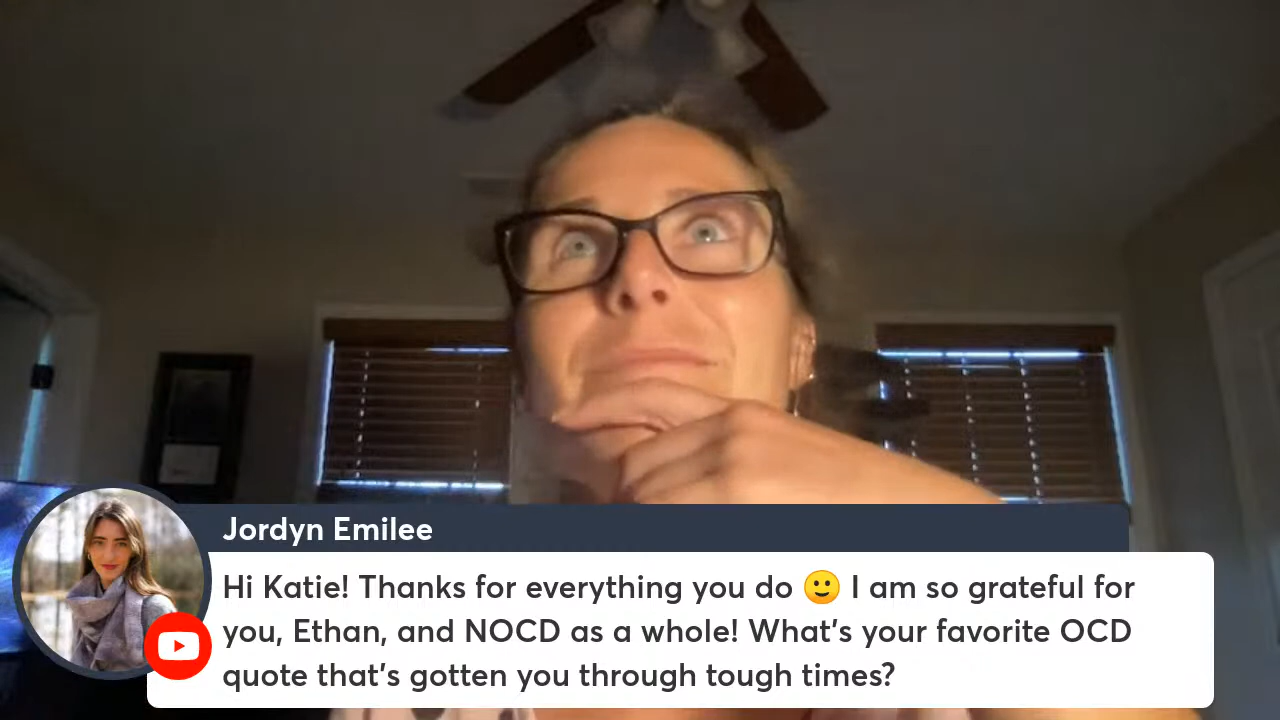 Jordyn Emilee
Hi Katie! Thanks for everything you do 🙂 I am so grateful for
you, Ethan, and NOCD as a whole! What's your favorite OCD
quote that's gotten you through tough times?